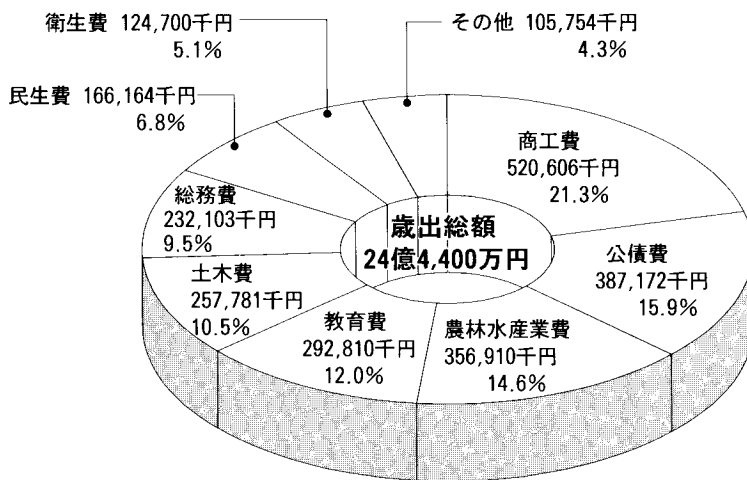 衛生費 124,700千円
5.1%
その他 105,754千円
4.3%
民生費 166,164千円
6.8%
商工費
520,606千円
21.3%
総務費
232,103千円
9.5%
歳出総額
24億4,400万円
公債費
387,172千円
15.9%
土木費
257,781千円
10.5%
教育費
292,810千円
12.0%
農林水産業費
356,910千円
14.6%